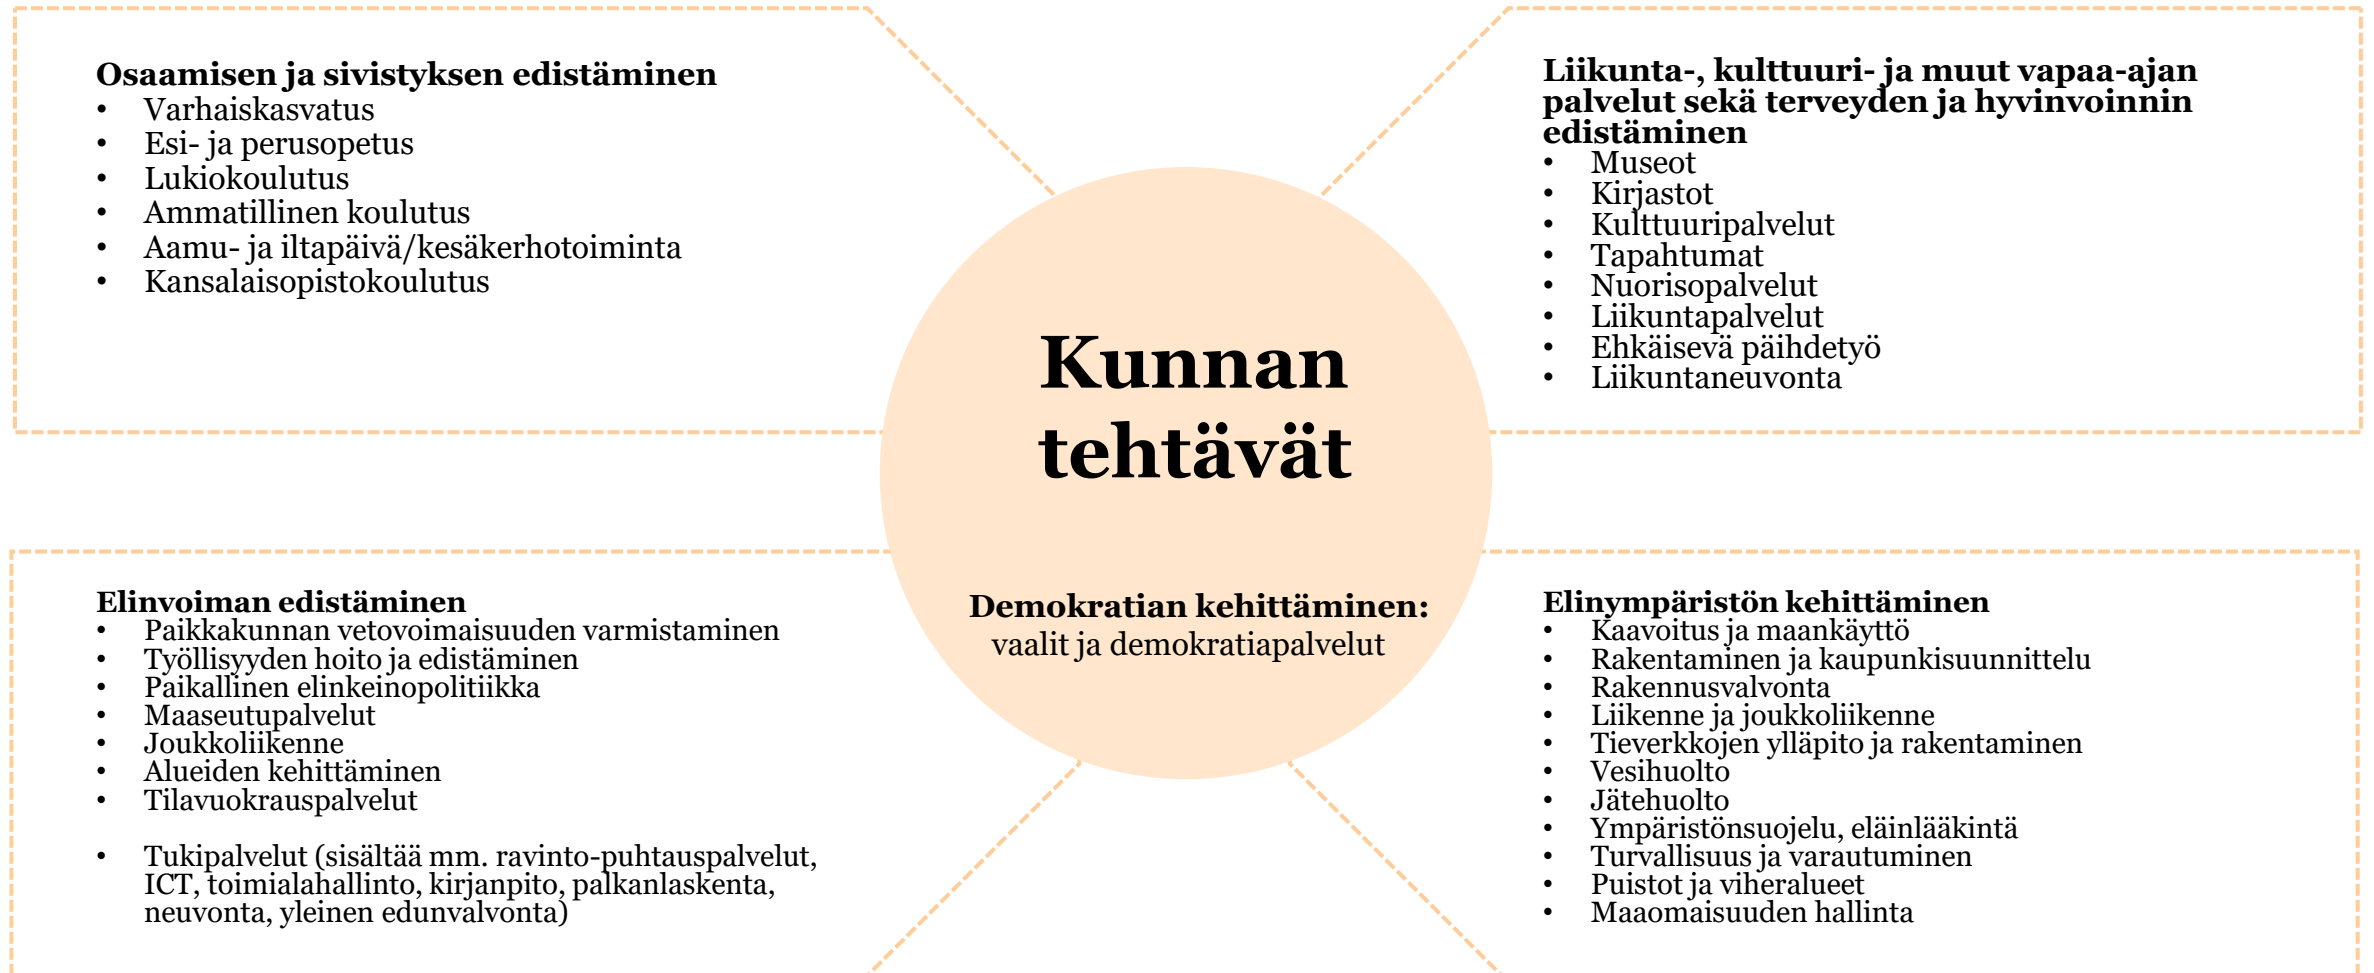 Osaamisen ja sivistyksen edistäminen
• Varhaiskasvatus
• Esi- ja perusopetus
• Lukiokoulutus
• Ammatillinen koulutus
• Aamu- ja iltapäivä/kesäkerhotoiminta
• Kansalaisopistokoulutus
Liikunta-, kulttuuri- ja muut vapaa-ajan
palvelut sekä terveyden ja hyvinvoinnin
edistäminen
• Museot
• Kirjastot
• Kulttuuripalvelut
• Tapahtumat
• Nuorisopalvelut
• Liikuntapalvelut
• Ehkäisevä päihdetyö
• Liikuntaneuvonta
Kunnan
tehtävät
Demokratian kehittäminen:
vaalit ja demokratiapalvelut
Elinvoiman edistäminen
• Paikkakunnan vetovoimaisuuden varmistaminen
• Työllisyyden hoito ja edistäminen
• Paikallinen elinkeinopolitiikka
• Maaseutupalvelut
• Joukkoliikenne
• Alueiden kehittäminen
• Tilavuokrauspalvelut
• Tukipalvelut (sisältää mm. ravinto-puhtauspalvelut,
ICT, toimialahallinto, kirjanpito, palkanlaskenta,
neuvonta, yleinen edunvalvonta)
Elinympäristön kehittäminen
• Kaavoitus ja maankäyttö
• Rakentaminen ja kaupunkisuunnittelu
• Rakennusvalvonta
• Liikenne ja joukkoliikenne
• Tieverkkojen ylläpito ja rakentaminen
• Vesihuolto
• Jätehuolto
• Ympäristönsuojelu, eläinlääkintä
• Turvallisuus ja varautuminen
• Puistot ja viheralueet
• Maaomaisuuden hallinta